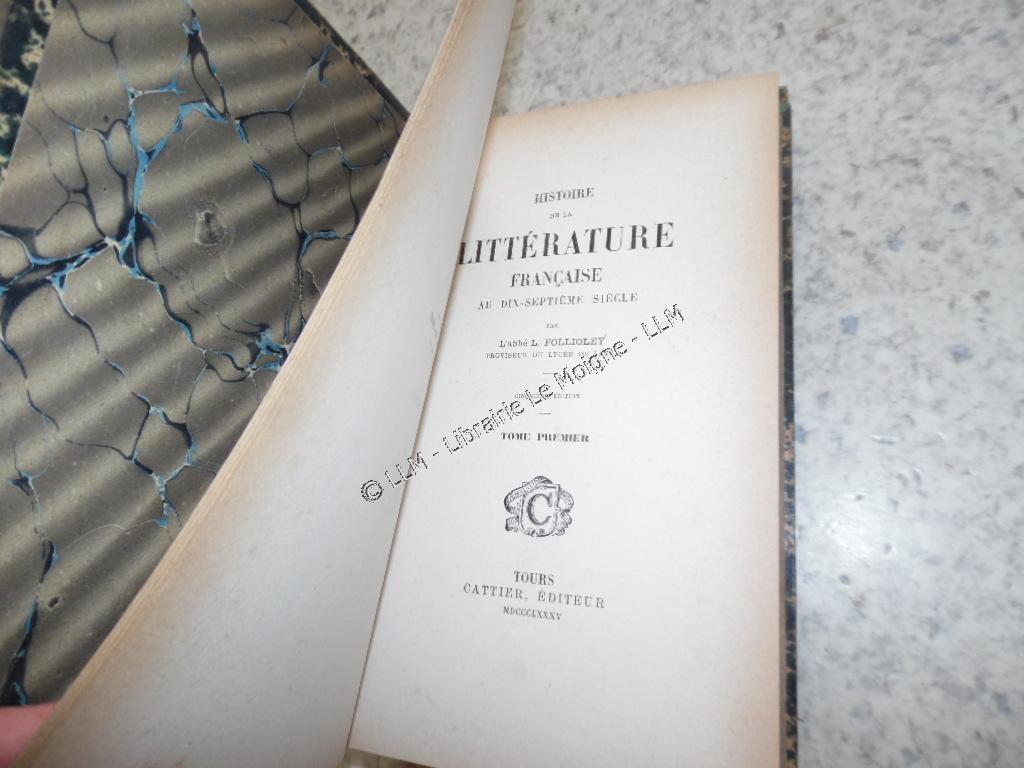 HISTOIRE
DE LA
LITTÉRATURE
FRANÇAISE
AU DIX-SEPTIÈME SIÈCLE
PAR
L'abbé L. FOLLIOLEY
PROVISEUR DU LYCÉE DE
ÉDITION
TOME PREMIER
C
TOURS
CATTIER, ÉDITEUR
MDCCCLXXXV
© LLM - Librairie Le Moigne - LLM